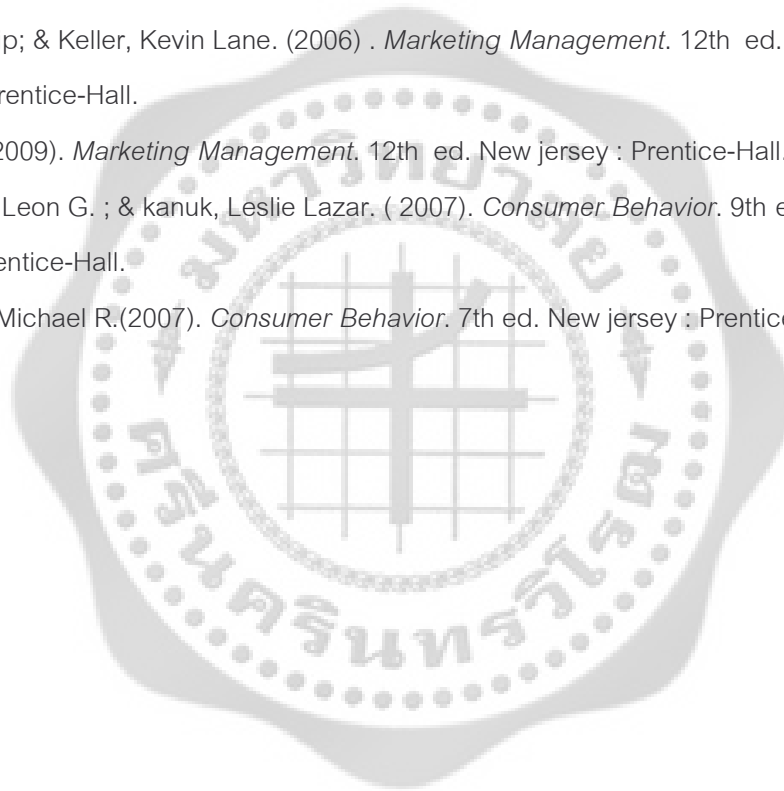 p; & Keller, Kevin Lane. (2006) . Marketing Management. 12th ed.
rentice-Hall.
2009). Marketing Management. 12th ed. New jersey : Prentice-Hall.
Leon G. ; & kanuk, Leslie Lazar. ( 2007). Consumer Behavior. 9th e
entice-Hall.
Michael R.(2007). Consumer Behavior. 7th ed. New jersey : Prentice
มหาวิทยาลัย
ศรีนครินทรวิโรฒ